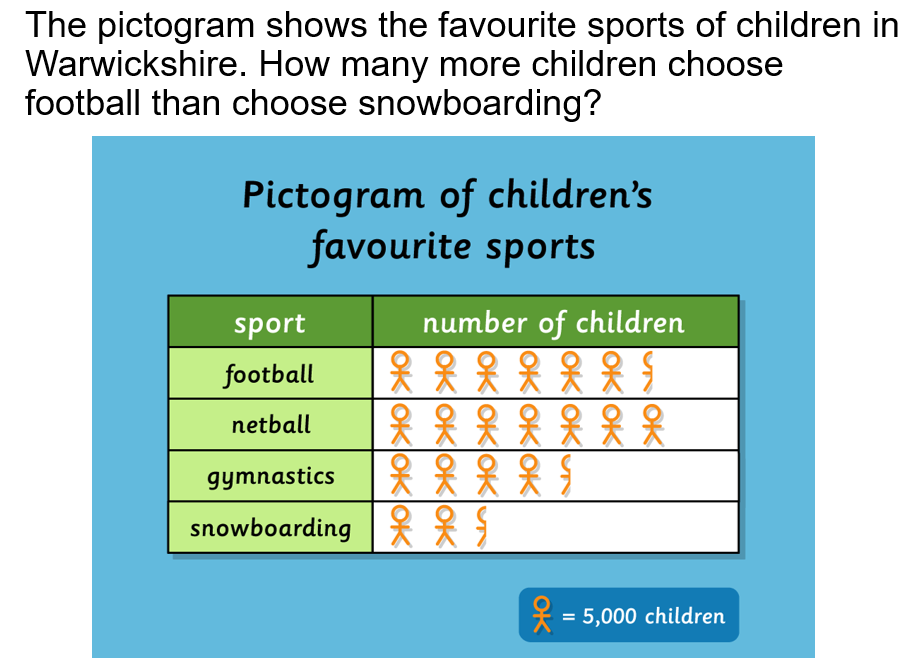 The pictogram shows the favourite sports of children in
Warwickshire. How many more children choose
football than choose snowboarding?
Pictogram of children's
favourite sports
sport number of children
football
netball
gymnastics
snowboarding
= 5,000 children